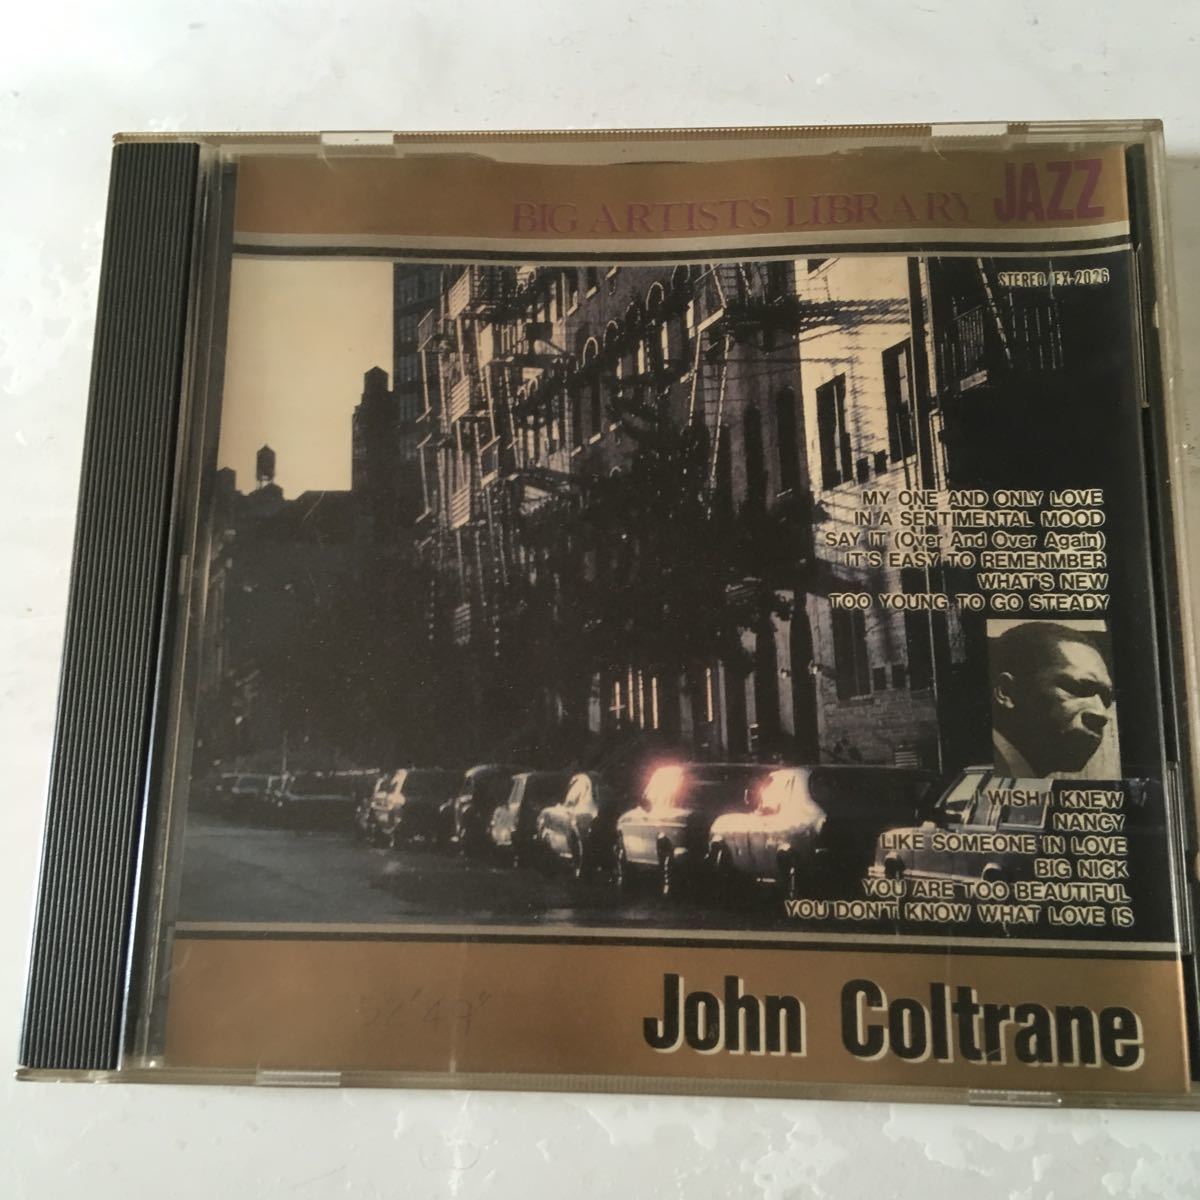 BIG ARTISTS LIBRARY JAZZ
STEREO EX-2026
MY ONE AND ONLY LOVE
IN A SENTIMENTAL MOOD
SAY IT (Over And Over Again)
IT'S EASY TO REMENMBER
WHAT'S NEW
TOO YOUNG TO GO STEADY
I WISH I KNEW
NANCY
LIKE SOMEONE IN LOVE
BIG NICK
YOU ARE TOO BEAUTIFUL
YOU DON'T KNOW WHAT LOVE IS
John Coltrane